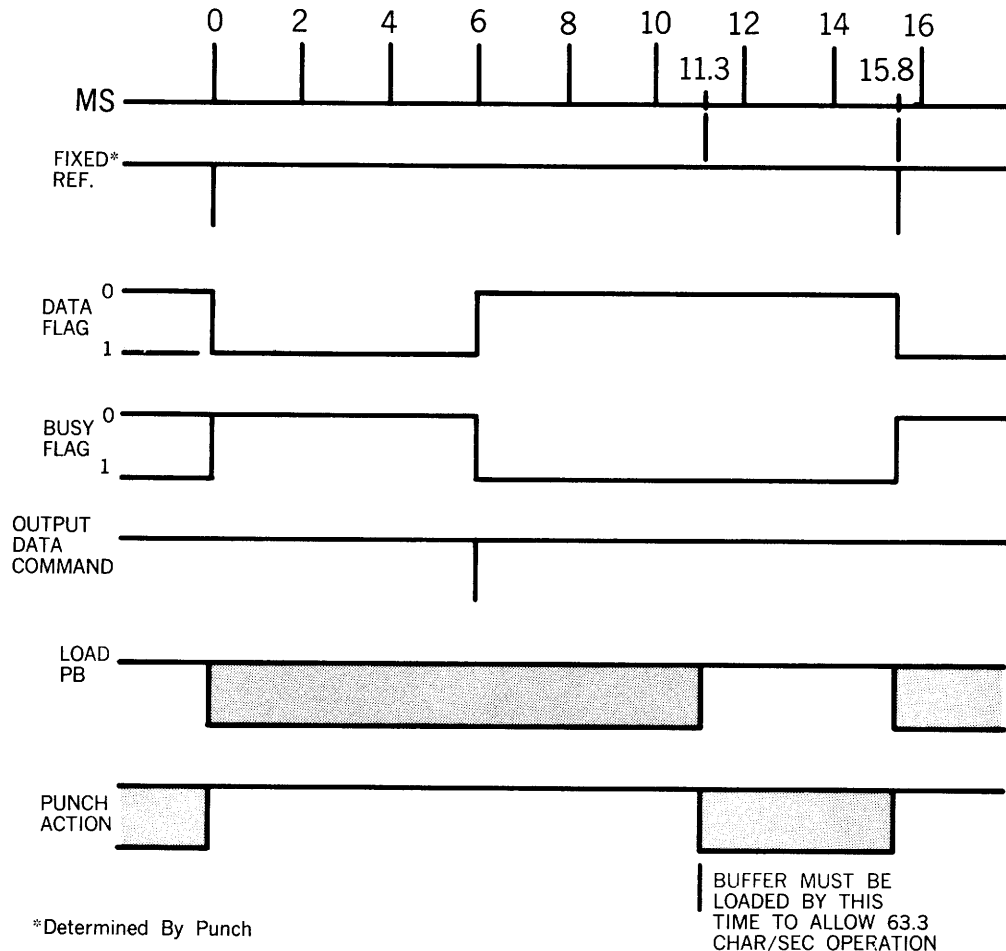 0 2 4 6 8 10 12 14 16
11.3 15.8
MS
FIXED*
REF.
0
DATA
FLAG
1
0
BUSY
FLAG
1
OUTPUT
DATA
COMMAND
LOAD
PB
PUNCH
ACTION
BUFFER MUST BE
LOADED BY THIS
TIME TO ALLOW 63.3
CHAR/SEC OPERATION
*Determined By Punch